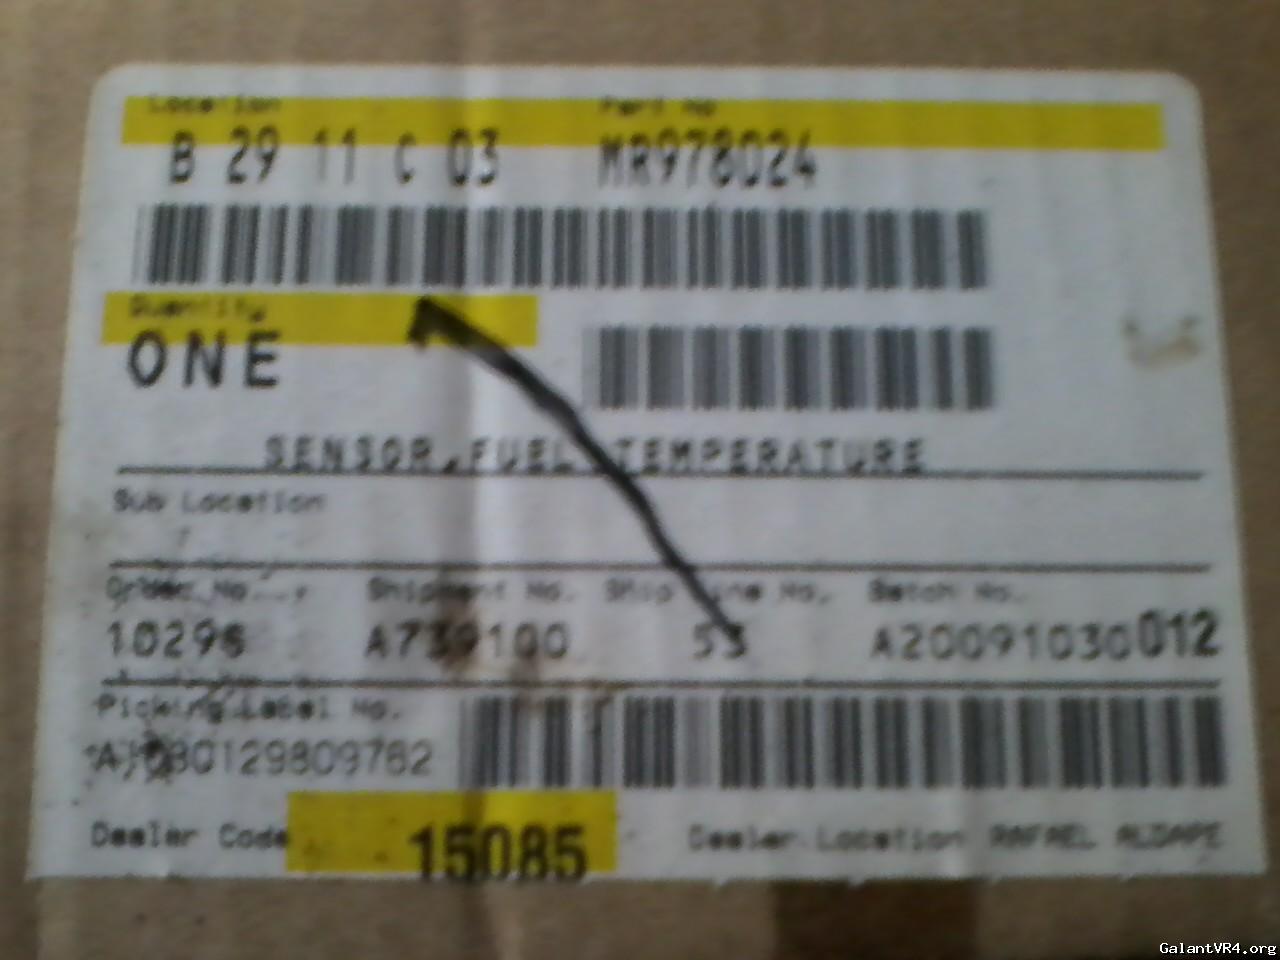 Location Part No
B 29 11 C 03 MR978024
Quantity
ONE
SENSOR,FUEL TEMPERATURE
Sub Location
Order No. Shipment No. Ship Line No. Batch No.
10296 A739100 53 A20091030012
Picking Label No.
0129809762
Dealer Code 15085 Dealer Location RAFAEL ALDAPE
GalantVR4.org